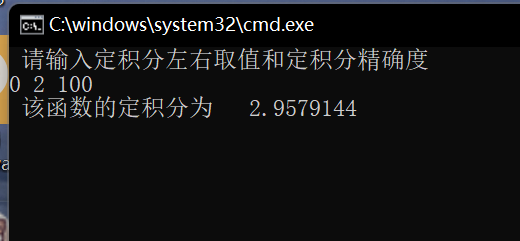 C:\windows\system32\cmd.exe
请输入定积分左右取值和定积分精确度
0 2 100
该函数的定积分为 2.9579144